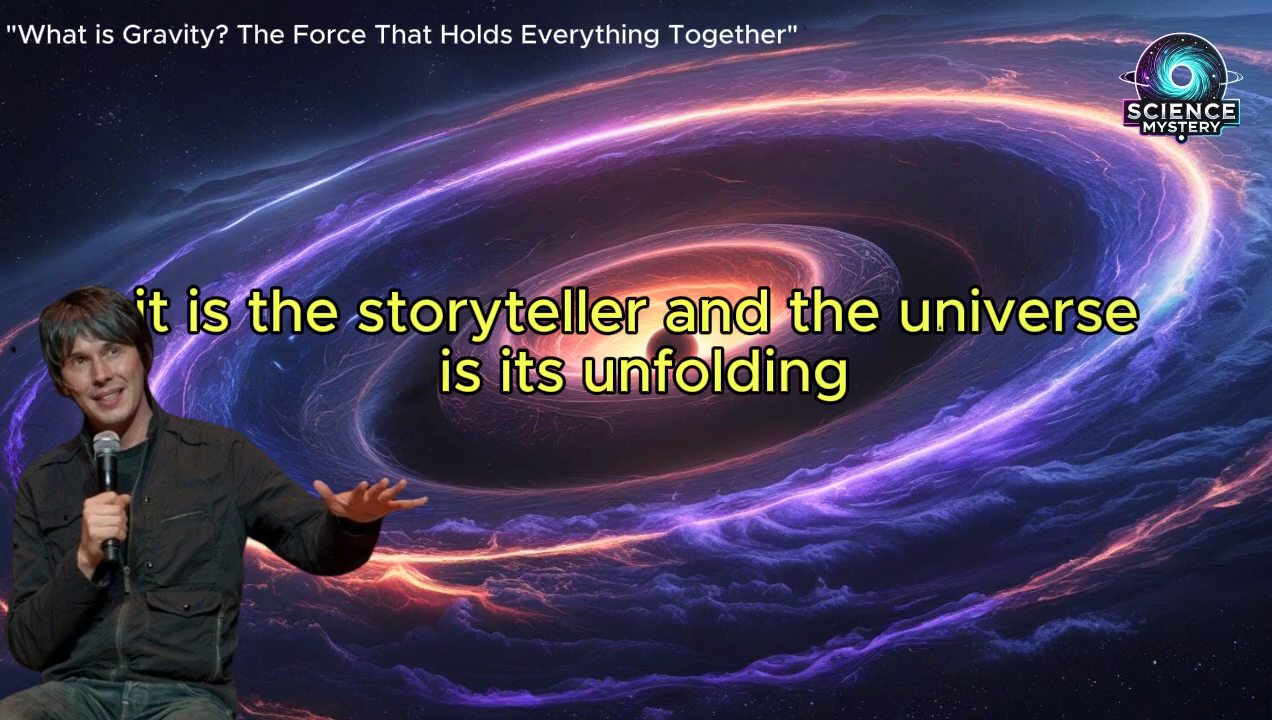 "What is Gravity? The Force That Holds Everything Together"
SCIENCE
MYSTERY
it is the storyteller and the universe
is its unfolding